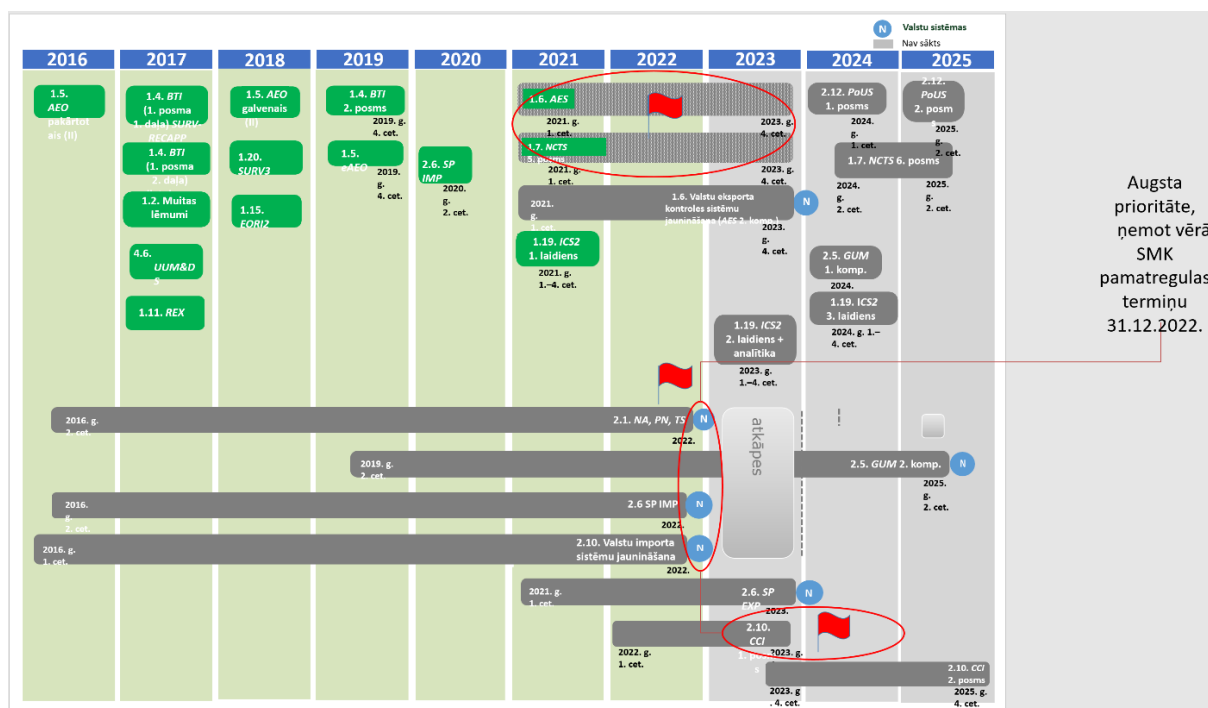 Valstu sistēmas
N
Nav sākts
2016
2017
2018
2019
2020
2021
2022
2023
2024
2025
1.5.
AEO
pakārtot
ais (II)
1.4. BTI
(1. posma
1. daļa) SURV-
RECAPP
1.5. AEO
galvenais
(II)
1.4. BTI
2. posms
2019. g.
4. cet.
1.6. AES
2021. g.
1. cet.
2023. g.
4. cet.
2.12. PoUS
1. posms
2024.
g.
1. cet.
2.12.
PoUS
2. posm
2025.
g.
2. cet.
1.4. BTI
(1. posma
2. daļa)
1.20.
SURV3
1.5.
eAEO
2019.
g.
4. cet.
2.6. SP
IMP
2020.
g.
2. cet.
1.7. NCTS
5. posms
2021. g.
1. cet.
2023. g.
4. cet.
1.7. NCTS 6. posms
2024.
g.
2. cet.
2025.
g.
2. cet.
1.2. Muitas
lēmumi
1.15.
EORI2
2021.
g.
1. cet.
1.6. Valstu eksporta
kontroles sistēmu
jaunināšana (AES 2. komp.)
2023.
g.
4. cet.
N
4.6.
UUM&D
S
1.19. ICS2
1. laidiens
2021. g.
1.–4. cet.
2.5. GUM
1. komp.
2024.
1.11. REX
1.19. ICS2
3. laidiens
2024. g. 1.–
4. cet.
1.19. ICS2
2. laidiens +
analītika
2023. g.
1.–4. cet.
Augsta
prioritāte,
ņemot vērā
SMK
pamatregulas
termiņu
31.12.2022.
2016. g.
2. cet.
2.1. NA, PN, TS
2022.
N
atkāpes
2019. g.
2. cet.
2.5. GUM 2. komp.
2025.
g.
2. cet.
N
2016.
g.
2. cet.
2.6 SP IMP
2022.
N
2016. g.
1. cet.
2.10. Valstu importa
sistēmu jaunināšana
2022.
N
2021. g.
1. cet.
2.6. SP
EXP
2023.
N
2022. g.
1. cet.
2.10.
CCI
1. posm
s
2023. g.
4. cet.
2023. g
. 4. cet.
2.10. CCI
2. posms
2025. g.
4. cet.